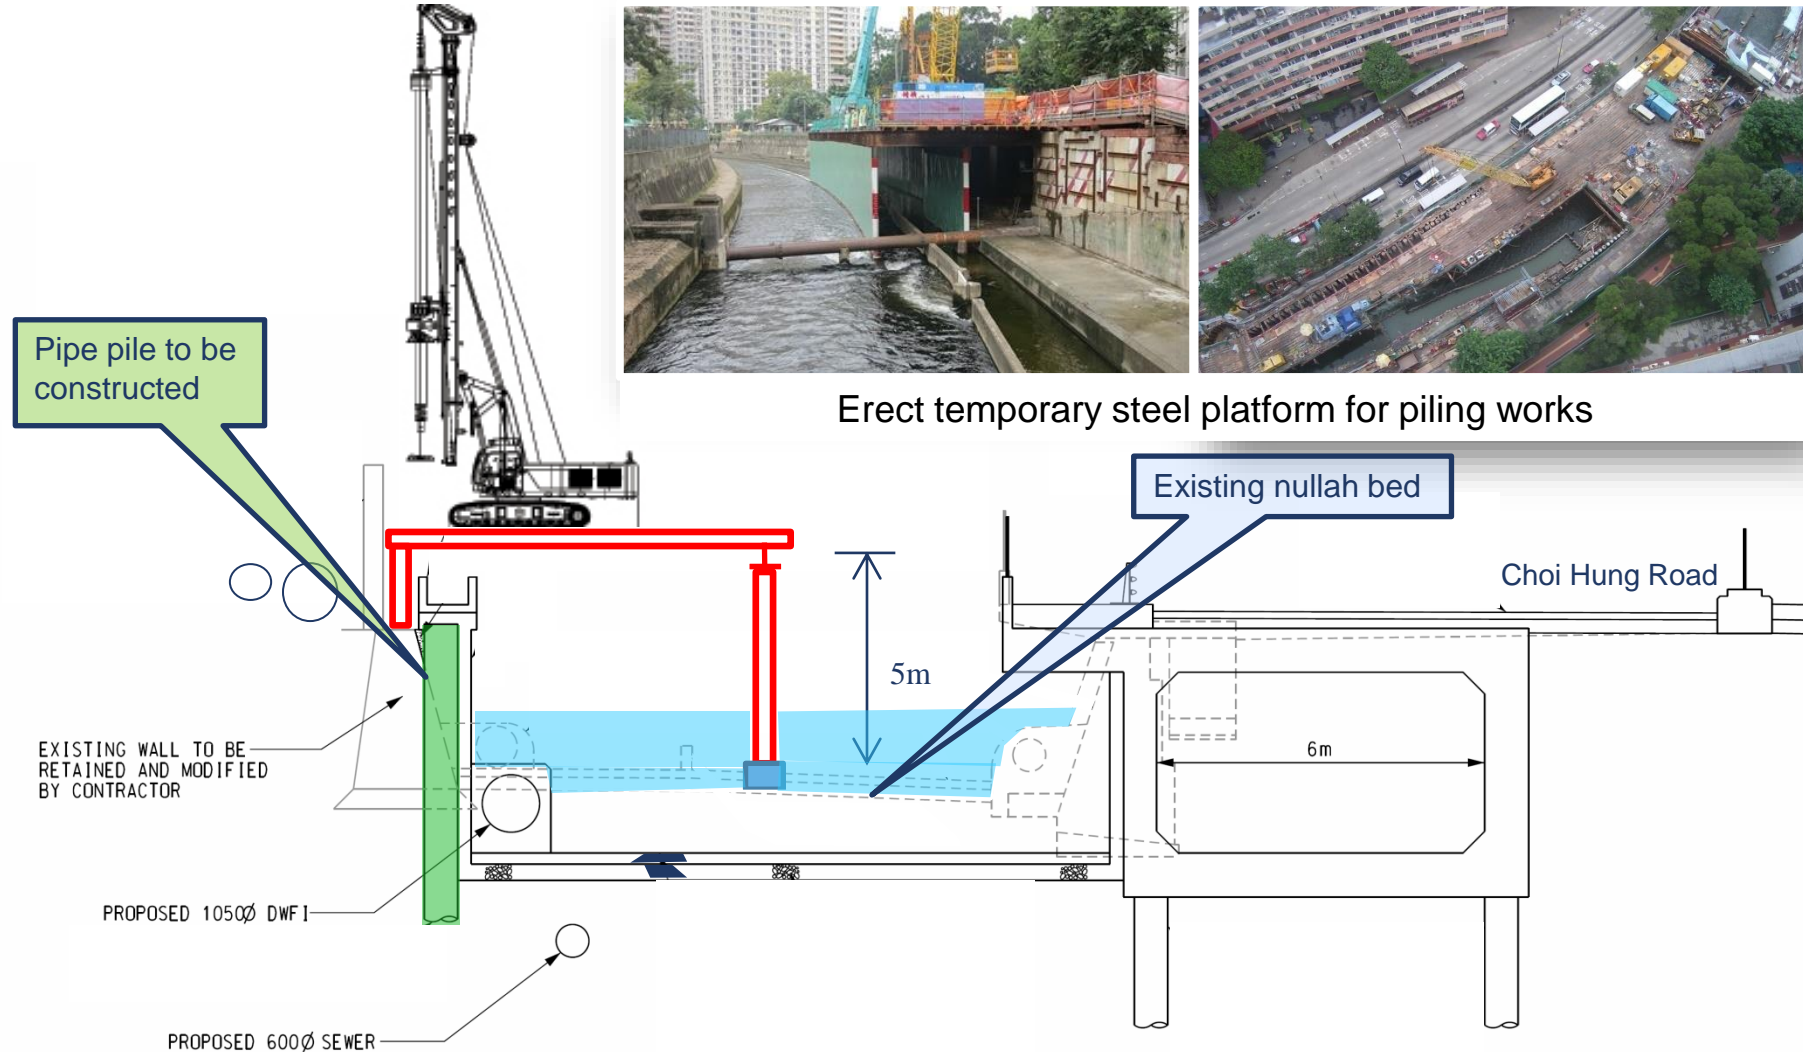 Erect temporary steel platform for piling works
Pipe pile to be
constructed
Existing nullah bed
Choi Hung Road
5m
6m
EXISTING WALL TO BE
RETAINED AND MODIFIED
BY CONTRACTOR
PROPOSED 1050Ø DWFI
PROPOSED 600Ø SEWER